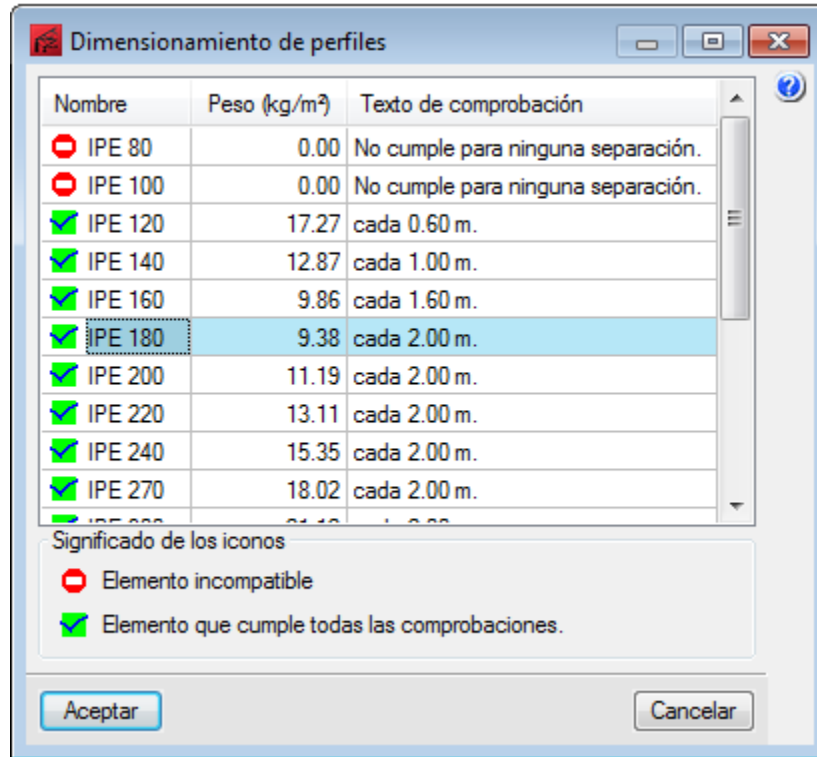 Dimensionamiento de perfiles
Nombre Peso (kg/m²) Texto de comprobación
IPE 80 0.00 No cumple para ninguna separación.
IPE 100 0.00 No cumple para ninguna separación.
IPE 120 17.27 cada 0.60 m.
IPE 140 12.87 cada 1.00 m.
IPE 160 9.86 cada 1.60 m.
IPE 180 9.38 cada 2.00 m.
IPE 200 11.19 cada 2.00 m.
IPE 220 13.11 cada 2.00 m.
IPE 240 15.35 cada 2.00 m.
IPE 270 18.02 cada 2.00 m.
Significado de los iconos
Elemento incompatible
Elemento que cumple todas las comprobaciones.
Aceptar Cancelar